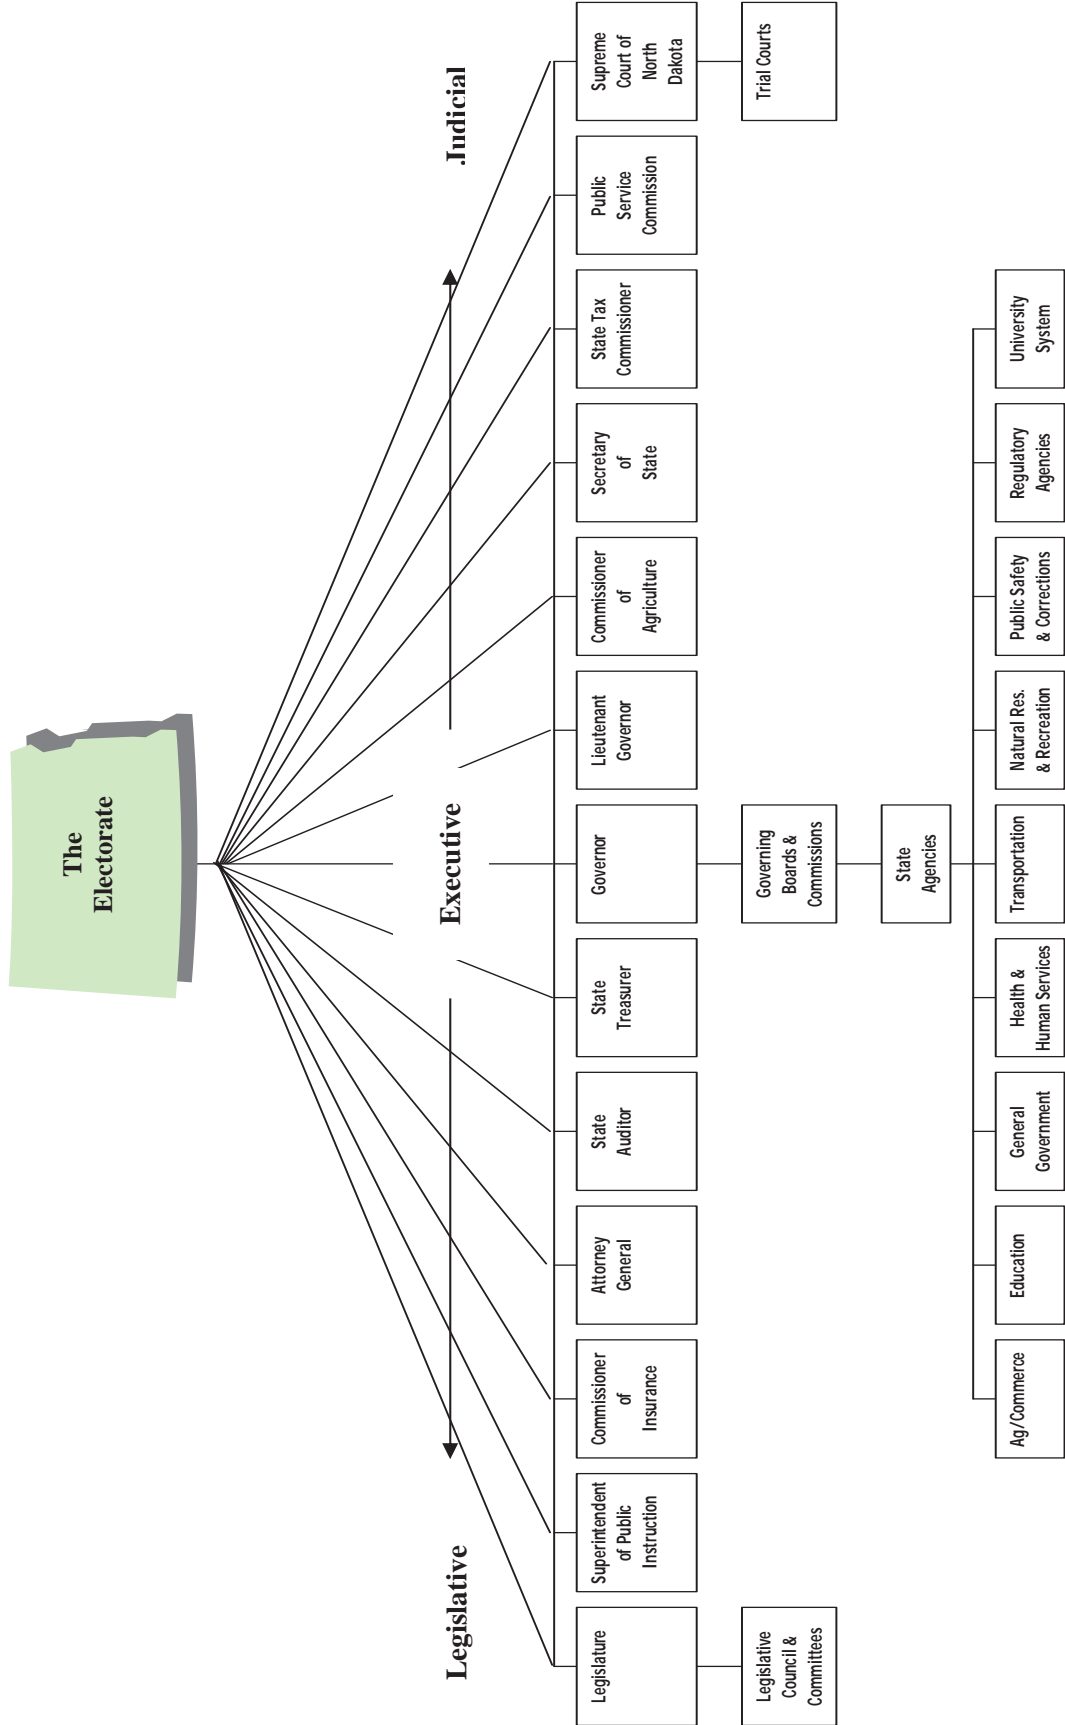 The
Electorate
Legislative
Executive
Judicial
Legislature
Superintendent
of Public
Instruction
Commissioner
of
Insurance
Attorney
General
State
Auditor
State
Treasurer
Governor
Lieutenant
Governor
Commissioner
of
Agriculture
Secretary
of
State
State Tax
Commissioner
Public
Service
Commission
Supreme
Court of
North
Dakota
Legislative
Council &
Committees
Governing
Boards &
Commissions
Trial Courts
State
Agencies
Ag/Commerce
Education
General
Government
Health &
Human Services
Transportation
Natural Res.
& Recreation
Public Safety
& Corrections
Regulatory
Agencies
University
System